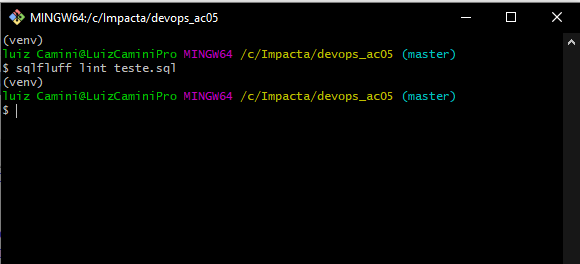 MINGW64:/c/Impacta/devops_ac05
(venv)
luiz Camini@LuizCaminiPro MINGW64 /c/Impacta/devops_ac05 (master)
$ sqlfluff lint teste.sql
(venv)
luiz Camini@LuizCaminiPro MINGW64 /c/Impacta/devops_ac05 (master)
$